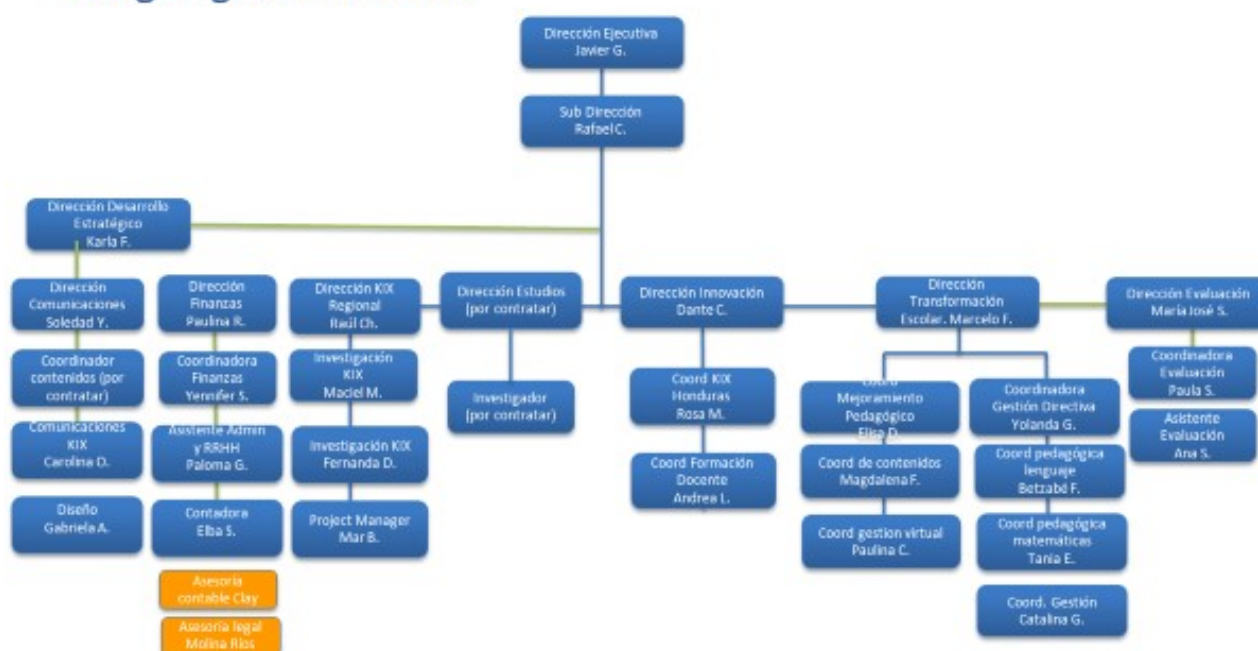 Dirección Ejecutiva
Javier G.
Sub Dirección
Rafael C.
Dirección Desarrollo
Estratégico
Karla F.
Dirección
Comunicaciones
Soledad Y.
Coordinador
contenidos (por
contratar)
Comunicaciones
KIX
Carolina D.
Diseño
Gabriela A.
Dirección
Finanzas
Paulina R.
Coordinadora
Finanzas
Yennifer S.
Asistente Admin
y RRHH
Paloma G.
Contadora
Elba S.
Asesoría
contable Clay
Asesoría legal
Molina Ríos
Dirección KIX
Regional
Raúl Ch.
Investigación
KIX
Maciel M.
Investigación KIX
Fernanda D.
Project Manager
Mar B.
Dirección Estudios
(por contratar)
Investigador
(por contratar)
Dirección Innovación
Dante C.
Coord KIX
Honduras
Rosa M.
Coord Formación
Docente
Andrea L.
Dirección
Transformación
Escolar. Marcelo F.
Coord
Mejoramiento
Pedagógico
Elisa D.
Coord de contenidos
Magdalena F.
Coord gestion virtual
Paulina C.
Coordinadora
Gestión Directiva
Yolanda G.
Coord pedagógica
lenguaje
Betzabé F.
Coord pedagógica
matemáticas
Tania E.
Coord. Gestión
Catalina G.
Dirección Evaluación
María José S.
Coordinadora
Evaluación
Paula S.
Asistente
Evaluación
Ana S.